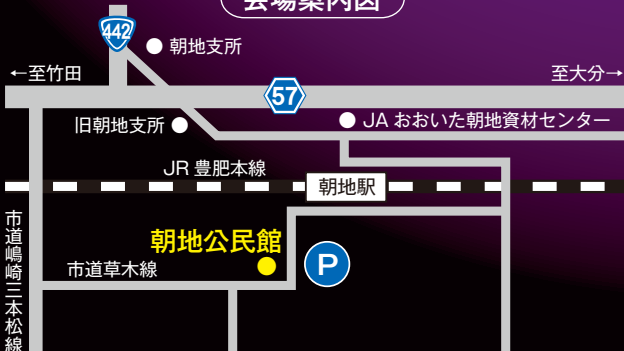 会場案内図
442
朝地支所
←至竹田
至大分→
57
旧朝地支所
JA おおいた朝地資材センター
JR 豊肥本線
朝地駅
市道嶋崎三本松線
朝地公民館
P
市道草木線